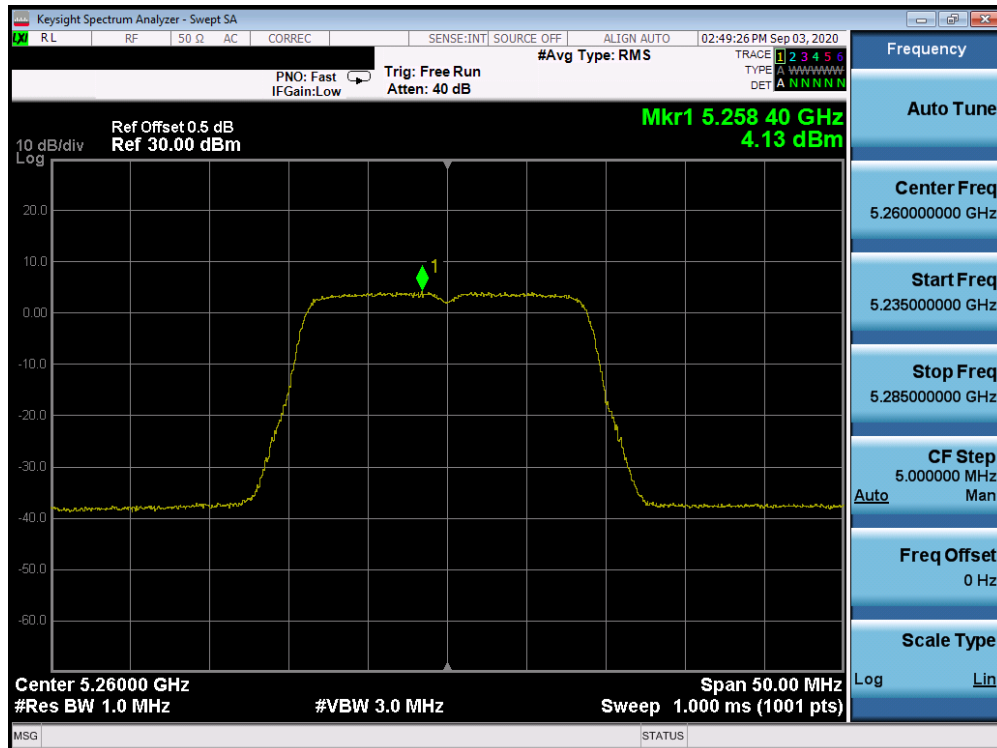 Keysight Spectrum Analyzer - Swept SA
LXI RL RF 50 Ω AC CORREC SENSE:INT SOURCE OFF ALIGN AUTO 02:49:26 PM Sep 03, 2020
#Avg Type: RMS
TRACE 1 2 3 4 5 6
PNO: Fast Trig: Free Run
TYPE A WWWWW
IFGain:Low Atten: 40 dB
DET A N N N N N
Mkr1 5.258 40 GHz
4.13 dBm
Ref Offset 0.5 dB
10 dB/div Ref 30.00 dBm
Log
20.0
10.0
0.00
-10.0
-20.0
-30.0
-40.0
-50.0
-60.0
1
Center 5.26000 GHz Span 50.00 MHz
#Res BW 1.0 MHz #VBW 3.0 MHz Sweep 1.000 ms (1001 pts)
MSG STATUS
Frequency
Auto Tune
Center Freq
5.260000000 GHz
Start Freq
5.235000000 GHz
Stop Freq
5.285000000 GHz
CF Step
5.000000 MHz
Auto Man
Freq Offset
0 Hz
Scale Type
Log Lin